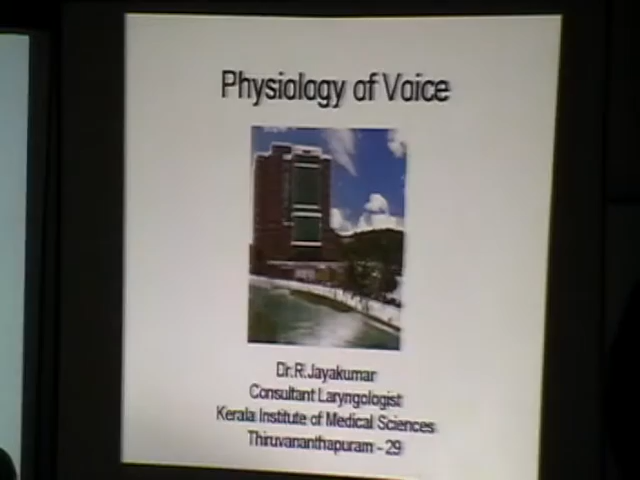 Physiology of Voice
Dr.R.Jayakumar
Consultant Laryngologist
Kerala Institute of Medical Sciences
Thiruvananthapuram - 29